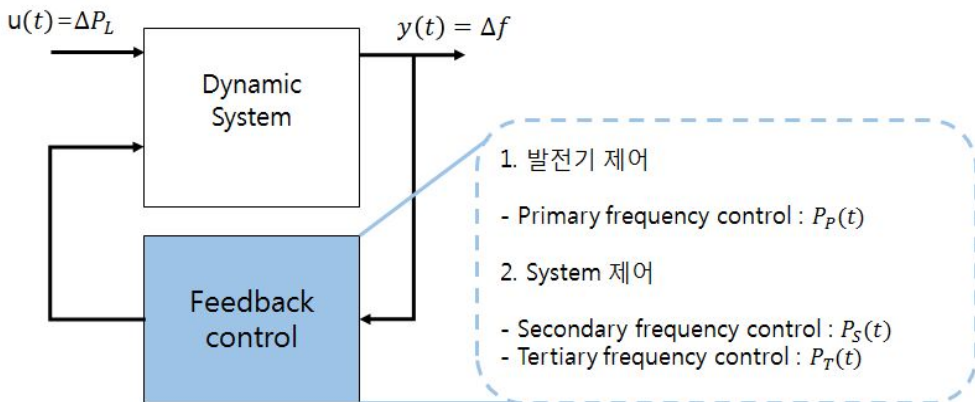 u(t)=ΔP_L
y(t) = Δf
Dynamic
System
Feedback
control
1. 발전기 제어
- Primary frequency control : P_P(t)
2. System 제어
- Secondary frequency control : P_S(t)
- Tertiary frequency control : P_T(t)